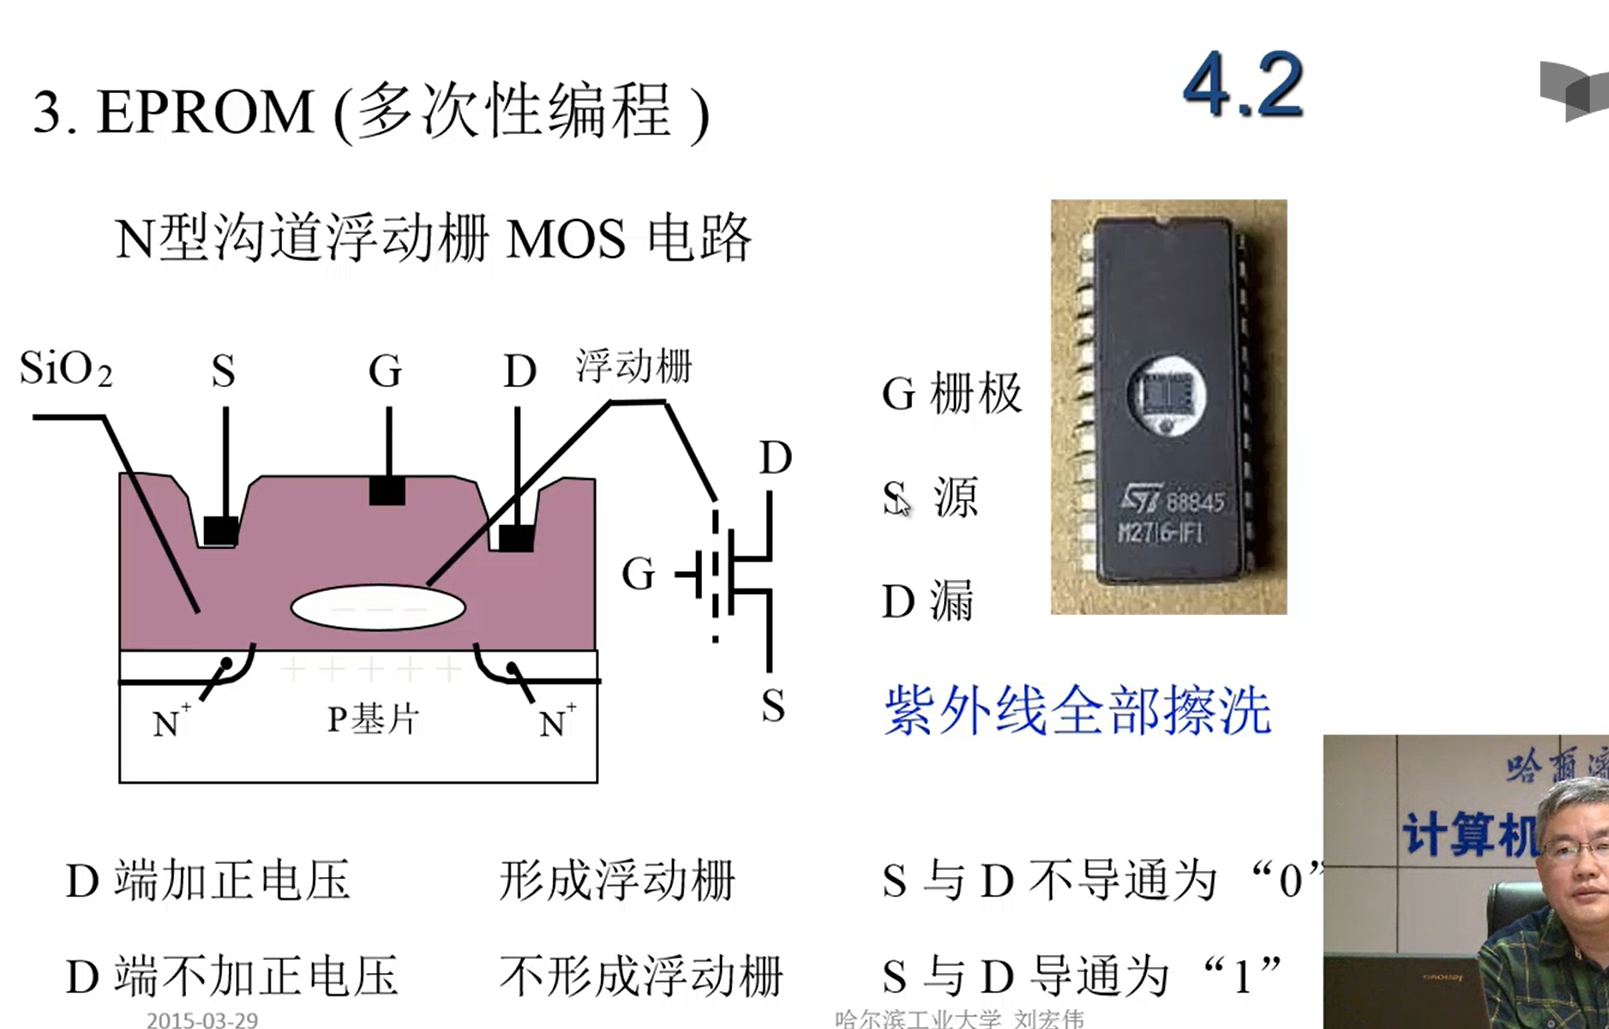 4.2
3. EPROM (多次性编程 )
N型沟道浮动栅 MOS 电路
SiO2 S G D 浮动栅
G 栅极
D
S 源
88845
M2716-1F1
G
D 漏
N+ P基片 N+
S
紫外线全部擦洗
计算机
D 端加正电压 形成浮动栅 S 与 D 不导通为 “0”
D 端不加正电压 不形成浮动栅 S 与 D 导通为 “1”
2015-03-29 哈尔滨工业大学 刘宏伟